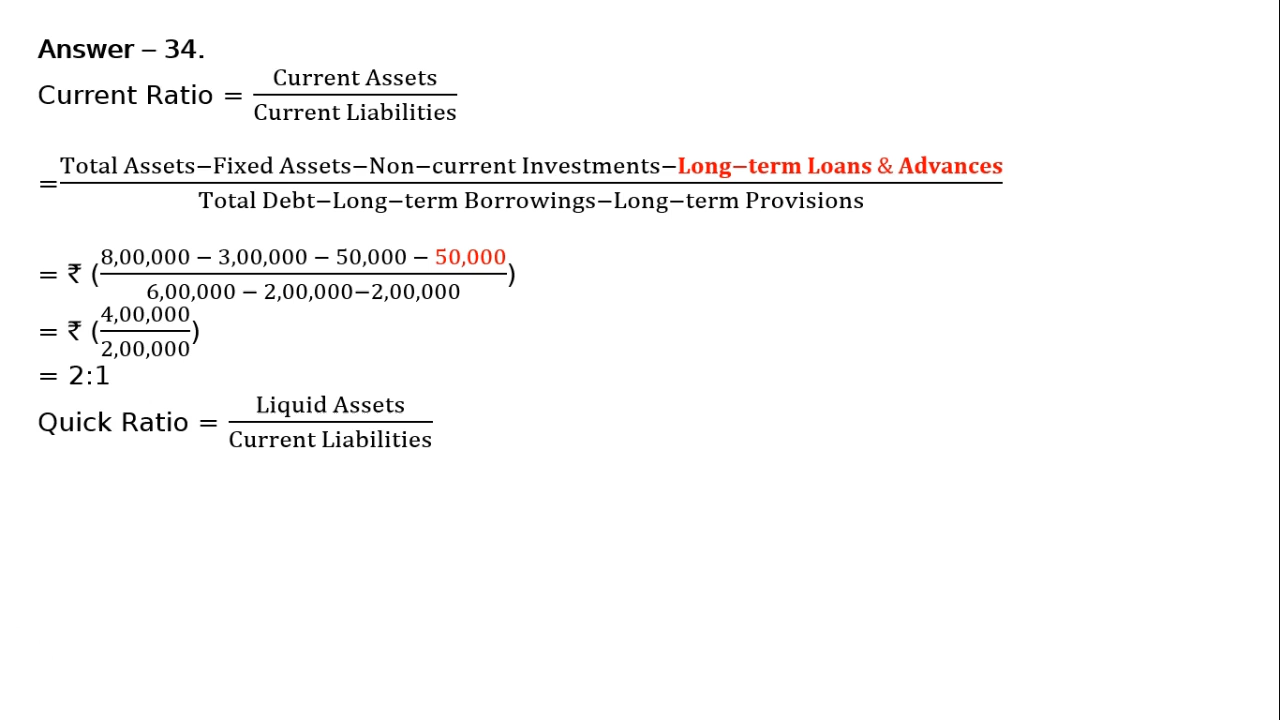 Answer – 34.
Current Ratio = Current Assets / Current Liabilities
= Total Assets−Fixed Assets−Non−current Investments−Long−term Loans & Advances / Total Debt−Long−term Borrowings−Long−term Provisions
= ₹ (8,00,000 − 3,00,000 − 50,000 − 50,000 / 6,00,000 − 2,00,000−2,00,000)
= ₹ (4,00,000 / 2,00,000)
= 2:1
Quick Ratio = Liquid Assets / Current Liabilities